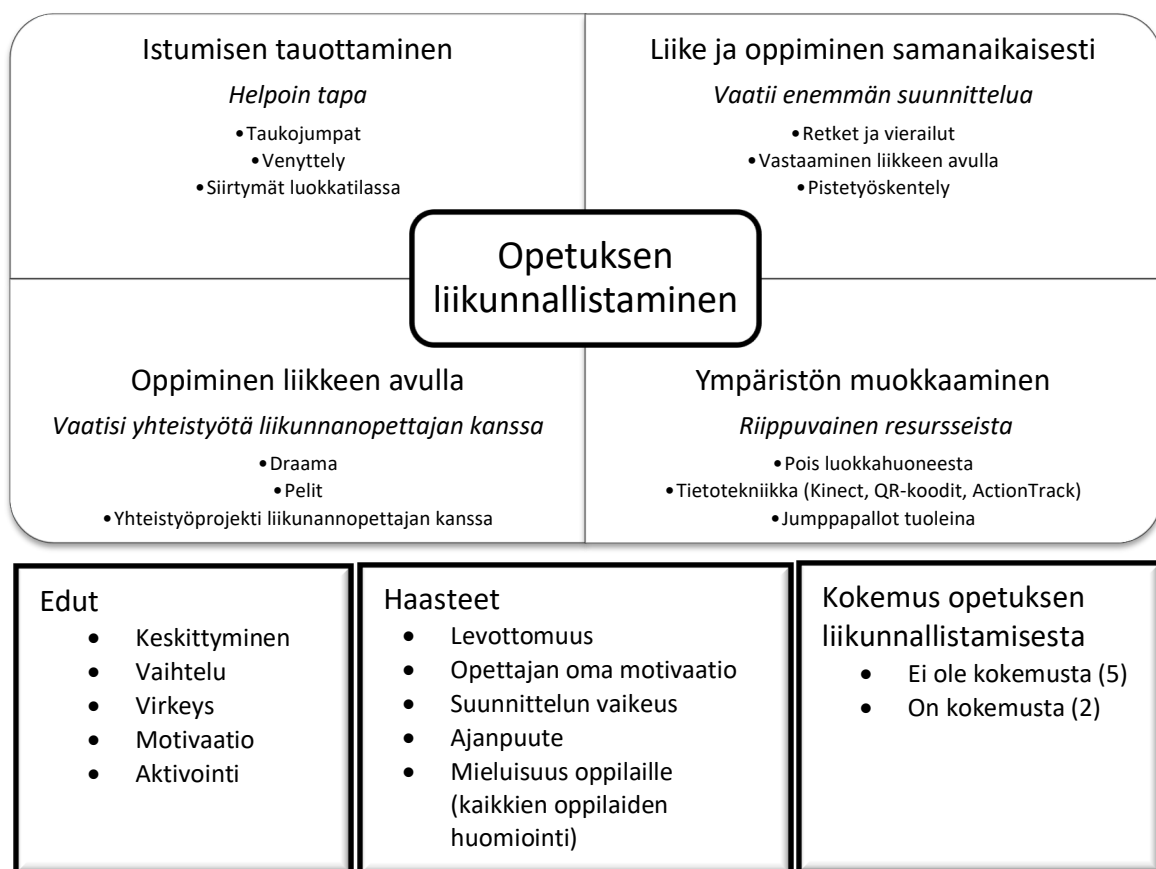 Istumisen tauottaminen
Helpoin tapa
•Taukojumpat
•Venyttely
•Siirtymät luokkatilassa
Liike ja oppiminen samanaikaisesti
Vaatii enemmän suunnittelua
•Retket ja vierailut
•Vastaaminen liikkeen avulla
•Pistetyöskentely
Opetuksen
liikunnallistaminen
Oppiminen liikkeen avulla
Vaatisi yhteistyötä liikunnanopettajan kanssa
•Draama
•Pelit
•Yhteistyöprojekti liikunannopettajan kanssa
Ympäristön muokkaaminen
Riippuvainen resursseista
•Pois luokkahuoneesta
•Tietotekniikka (Kinect, QR-koodit, ActionTrack)
•Jumppapallot tuoleina
Edut
• Keskittyminen
• Vaihtelu
• Virkeys
• Motivaatio
• Aktivointi
Haasteet
• Levottomuus
• Opettajan oma motivaatio
• Suunnittelun vaikeus
• Ajanpuute
• Mieluisuus oppilaille
(kaikkien oppilaiden
huomiointi)
Kokemus opetuksen
liikunnallistamisesta
• Ei ole kokemusta (5)
• On kokemusta (2)